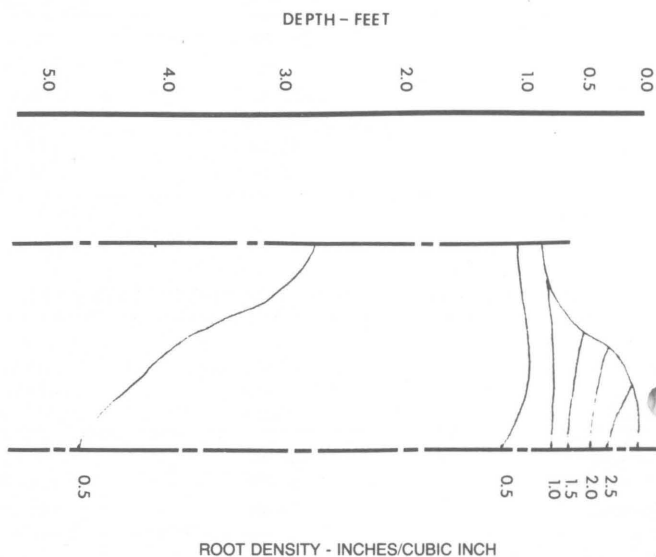 DEPTH – FEET
5.0 4.0 3.0 2.0 1.0 0.5 0.0
0.5 0.5 1.0 1.5 2.0 2.5
ROOT DENSITY - INCHES/CUBIC INCH